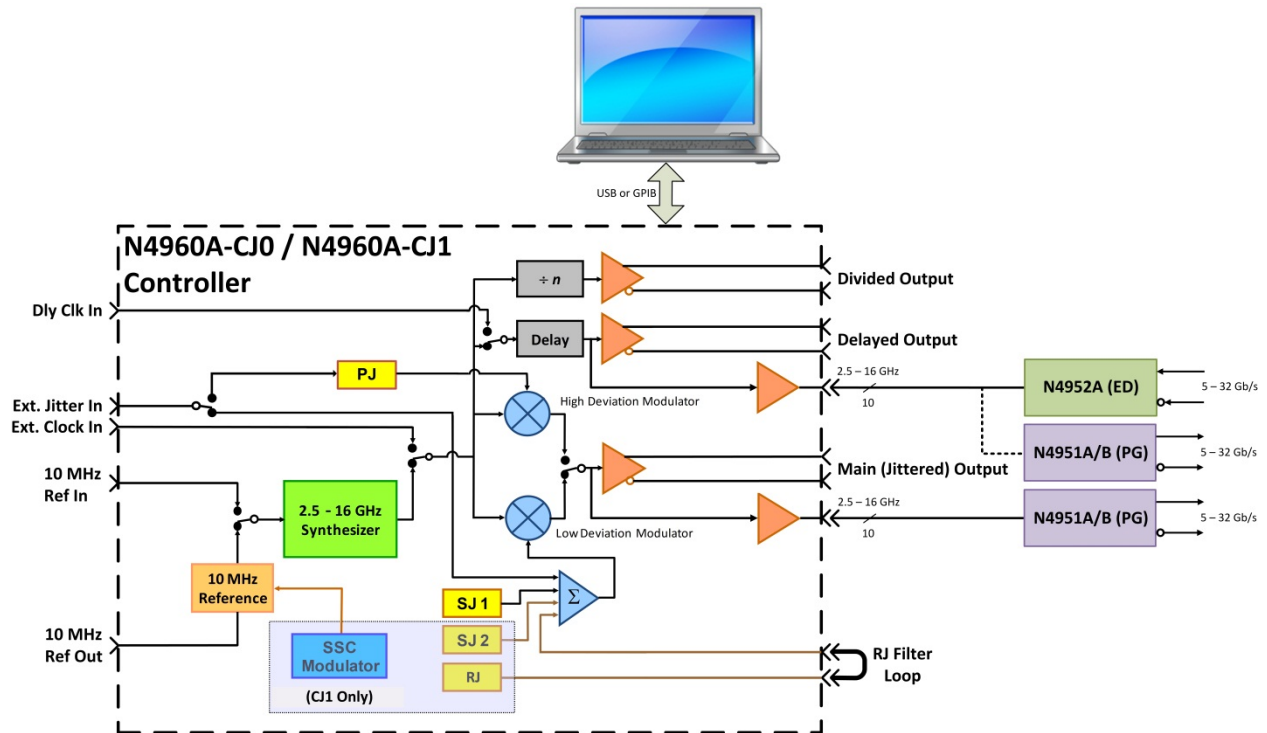 USB or GPIB
N4960A-CJ0 / N4960A-CJ1
Controller
÷ n
Divided Output
Dly Clk In
Delay
Delayed Output
PJ
2.5 – 16 GHz
10
N4952A (ED)
5 – 32 Gb/s
High Deviation Modulator
Ext. Jitter In
Ext. Clock In
N4951A/B (PG)
5 – 32 Gb/s
10 MHz
Ref In
Main (Jittered) Output
2.5 - 16 GHz
Synthesizer
Low Deviation Modulator
2.5 – 16 GHz
10
N4951A/B (PG)
5 – 32 Gb/s
10 MHz
Reference
SJ 1
Σ
10 MHz
Ref Out
SSC
Modulator
(CJ1 Only)
SJ 2
RJ
RJ Filter
Loop